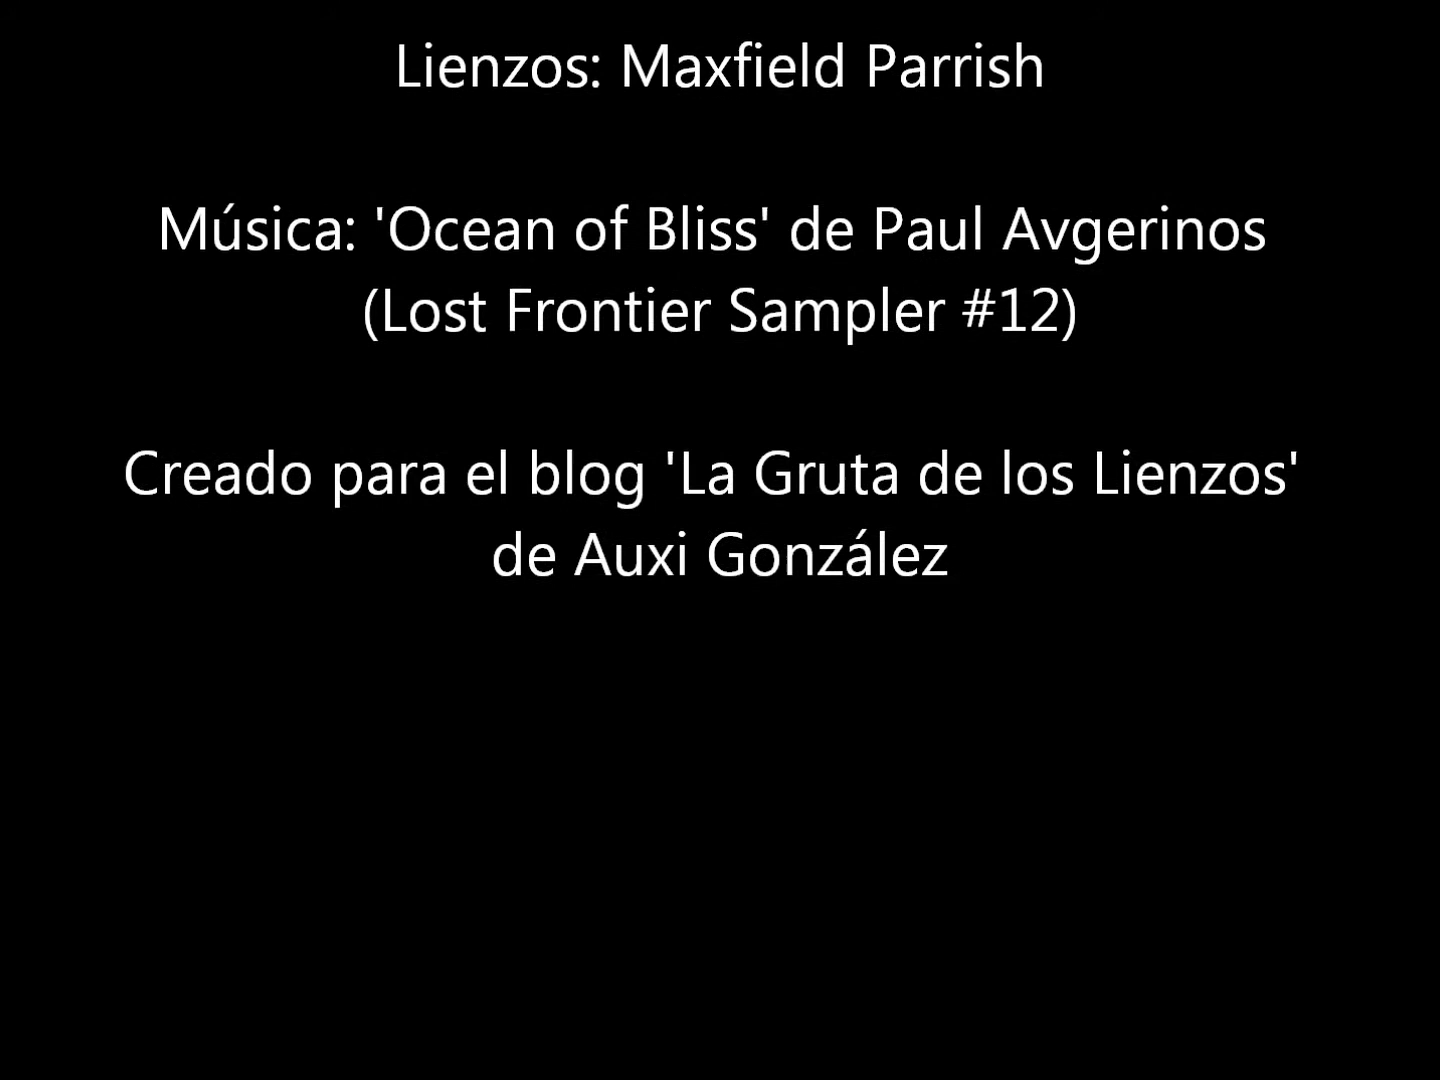 Lienzos: Maxfield Parrish
Música: 'Ocean of Bliss' de Paul Avgerinos
(Lost Frontier Sampler #12)
Creado para el blog 'La Gruta de los Lienzos'
de Auxi González